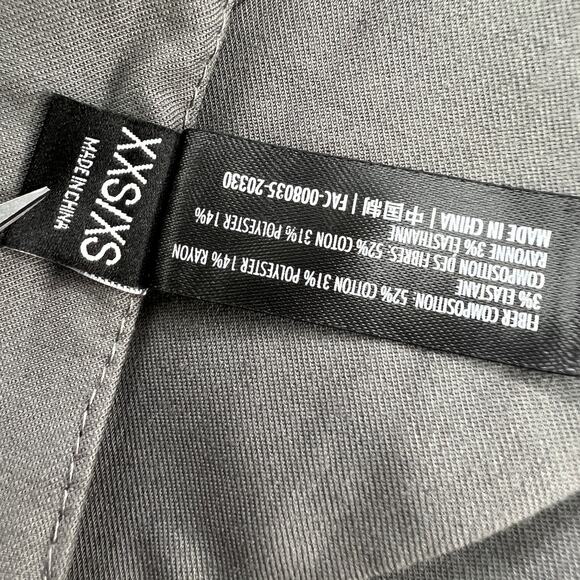 XXS/XS
MADE IN CHINA
FIBER COMPOSITION: 52% COTTON 31% POLYESTER 14% RAYON
3% ELASTANE
COMPOSITION DES FIBRES: 52% COTON 31% POLYESTER 14%
RAYONNE 3% ÉLASTHANNE
MADE IN CHINA | 中国制 | FAC-008035-20330